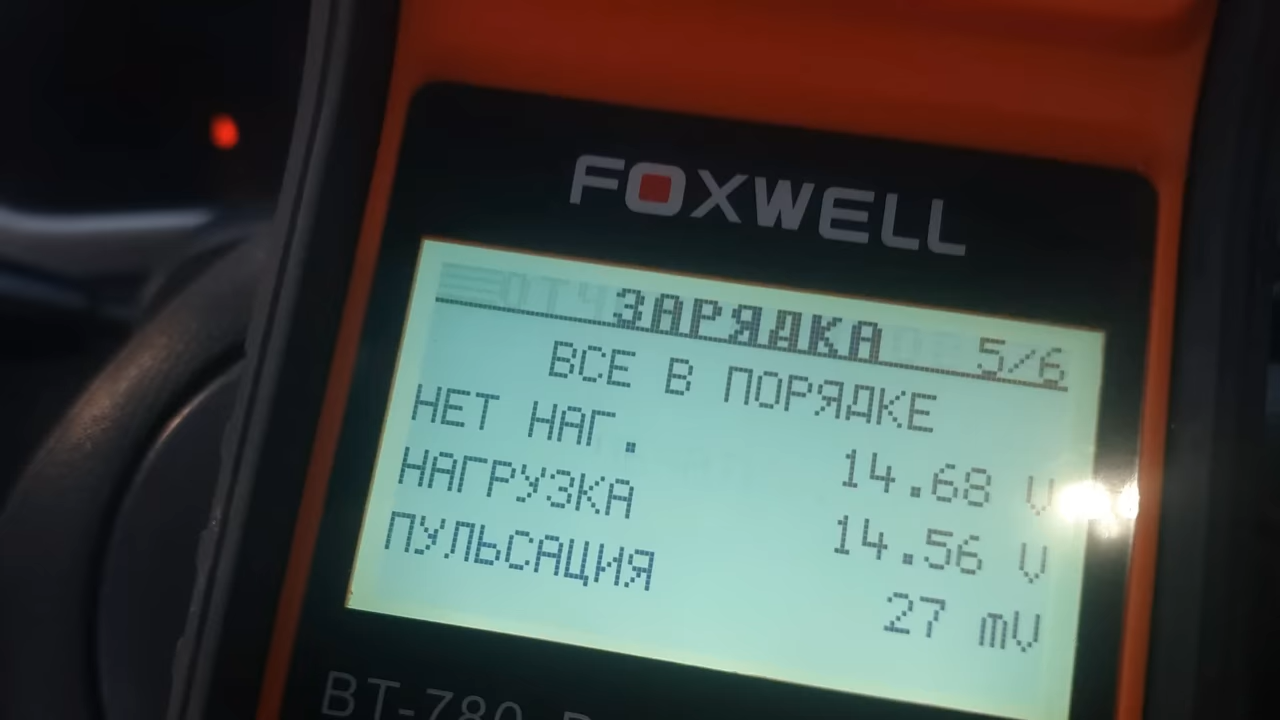 FOXWELL
ЗАРЯДКА 5/6
ВСЕ В ПОРЯДКЕ
НЕТ НАГ. 14.68 V
НАГРУЗКА 14.56 V
ПУЛЬСАЦИЯ 27 mV
BT-780